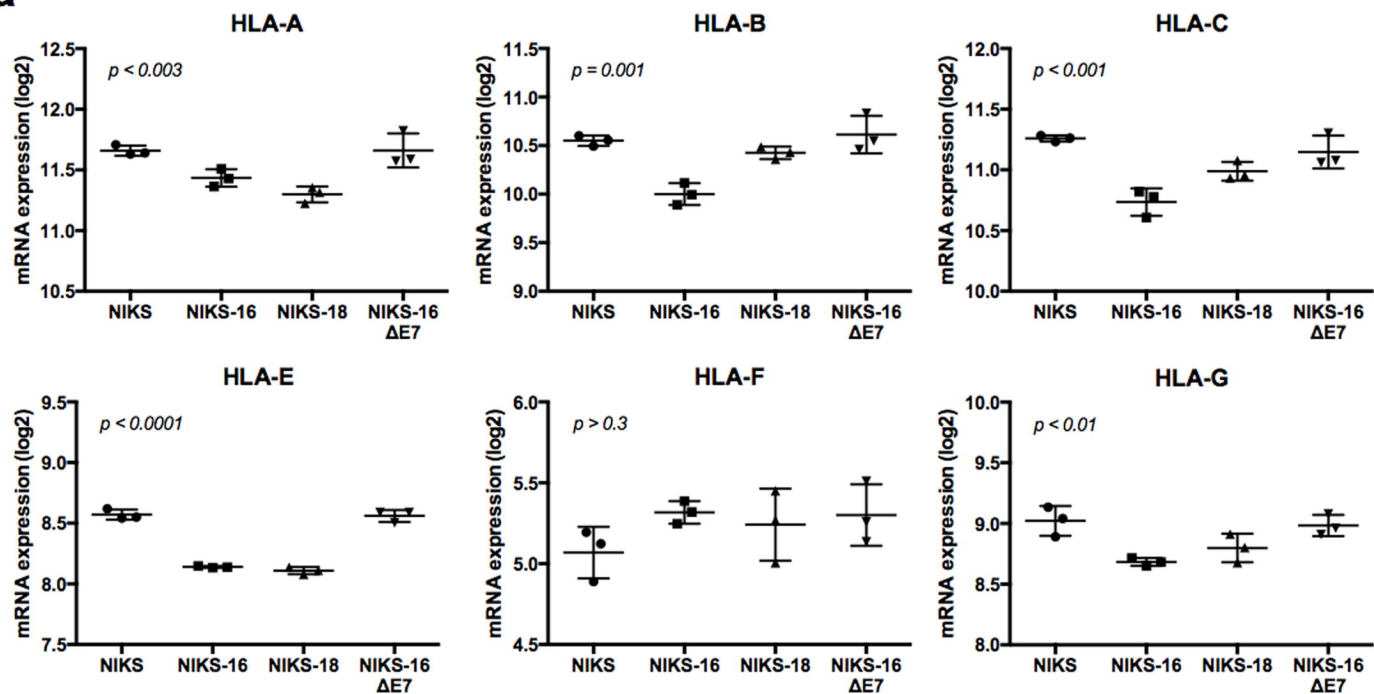 a
HLA-A
mRNA expression (log2)
12.5
12.0
11.5
11.0
10.5
p < 0.003
NIKS
NIKS-16
NIKS-18
NIKS-16
ΔE7
HLA-B
mRNA expression (log2)
11.5
11.0
10.5
10.0
9.5
9.0
p = 0.001
NIKS
NIKS-16
NIKS-18
NIKS-16
ΔE7
HLA-C
mRNA expression (log2)
12.0
11.5
11.0
10.5
10.0
p < 0.001
NIKS
NIKS-16
NIKS-18
NIKS-16
ΔE7
HLA-E
mRNA expression (log2)
9.5
9.0
8.5
8.0
7.5
p < 0.0001
NIKS
NIKS-16
NIKS-18
NIKS-16
ΔE7
HLA-F
mRNA expression (log2)
6.0
5.5
5.0
4.5
p > 0.3
NIKS
NIKS-16
NIKS-18
NIKS-16
ΔE7
HLA-G
mRNA expression (log2)
10.0
9.5
9.0
8.5
8.0
p < 0.01
NIKS
NIKS-16
NIKS-18
NIKS-16
ΔE7